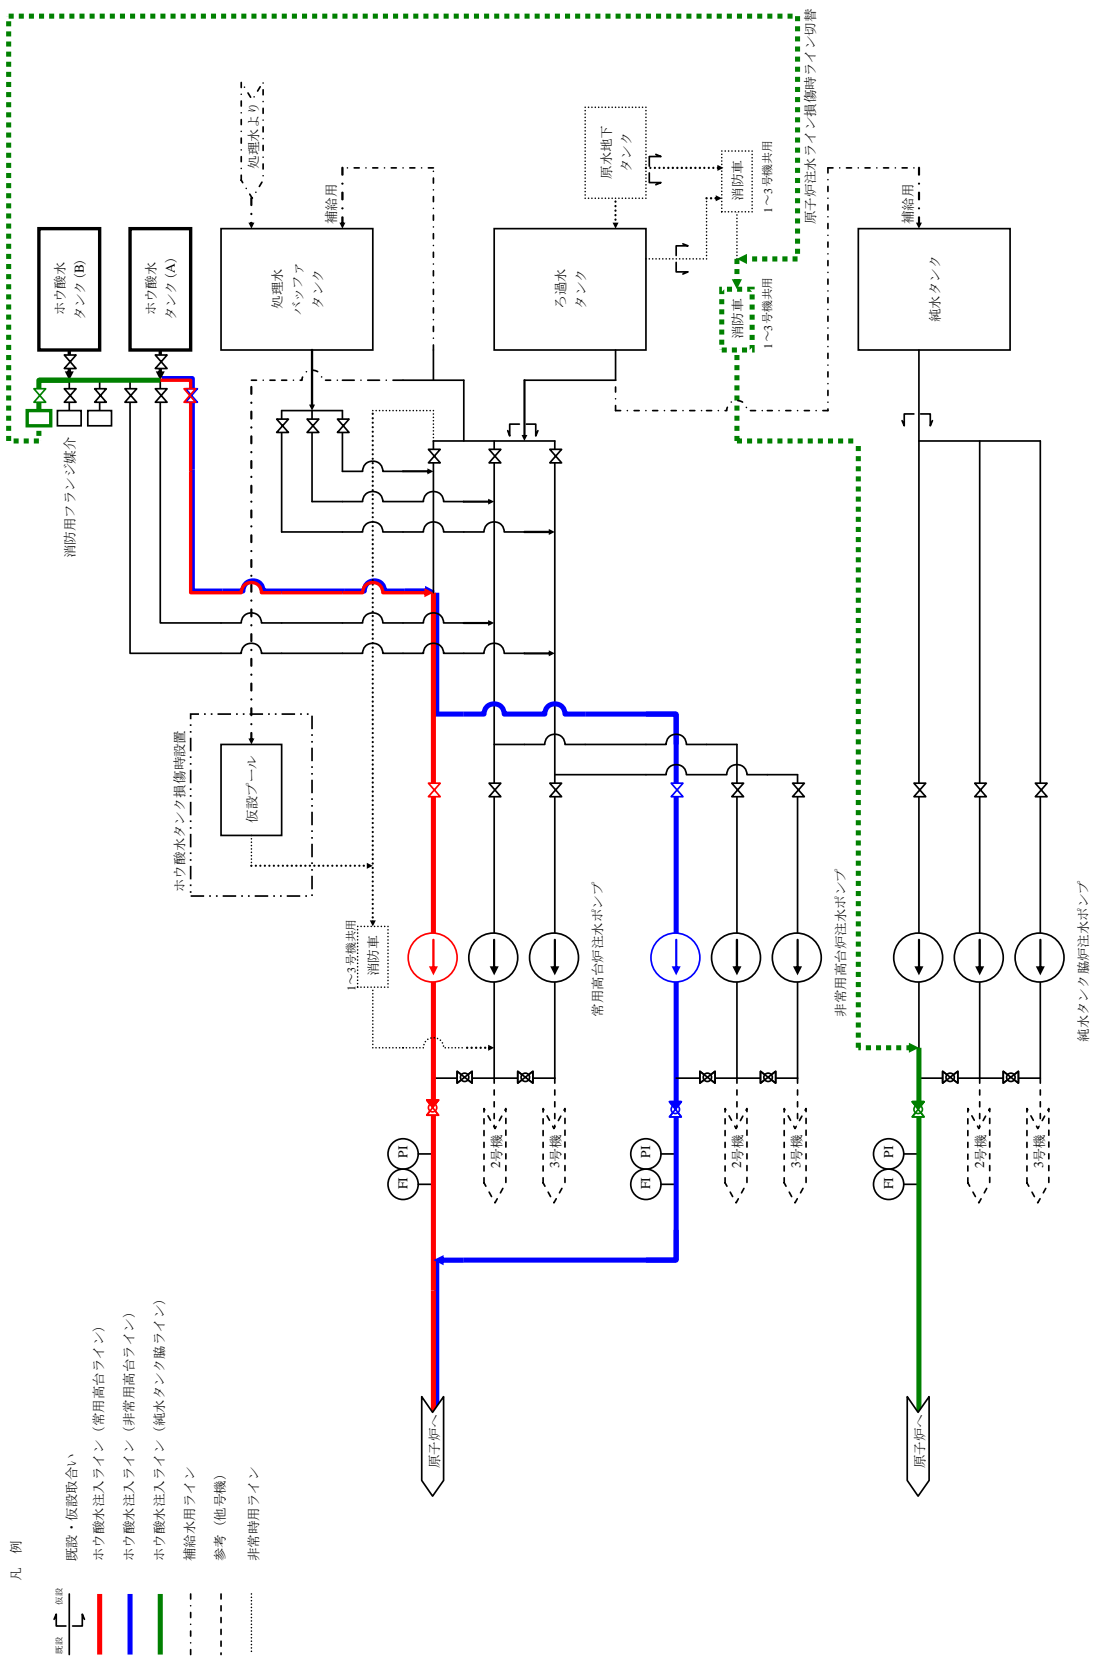 原子炉注水ライン損傷時ライン切替
処理水より
補給用
原水地下
タンク
消防車
1~3号機共用
補給用
ホウ酸水
タンク(B)
ホウ酸水
タンク(A)
処理水
バッファ
タンク
ろ過水
タンク
消防車
1~3号機共用
純水タンク
消防用フランジ媒介
ホウ酸水タンク損傷時設置
仮設プール
1~3号機共用
消防車
常用高台炉注水ポンプ
非常用高台炉注水ポンプ
純水タンク脇炉注水ポンプ
PI
FI
2号機
3号機
PI
FI
2号機
3号機
PI
FI
2号機
3号機
原子炉へ
原子炉へ
凡 例
既設
仮設
既設・仮設取合い
ホウ酸水注入ライン(常用高台ライン)
ホウ酸水注入ライン(非常用高台ライン)
ホウ酸水注入ライン(純水タンク脇ライン)
補給水用ライン
参考(他号機)
非常時用ライン